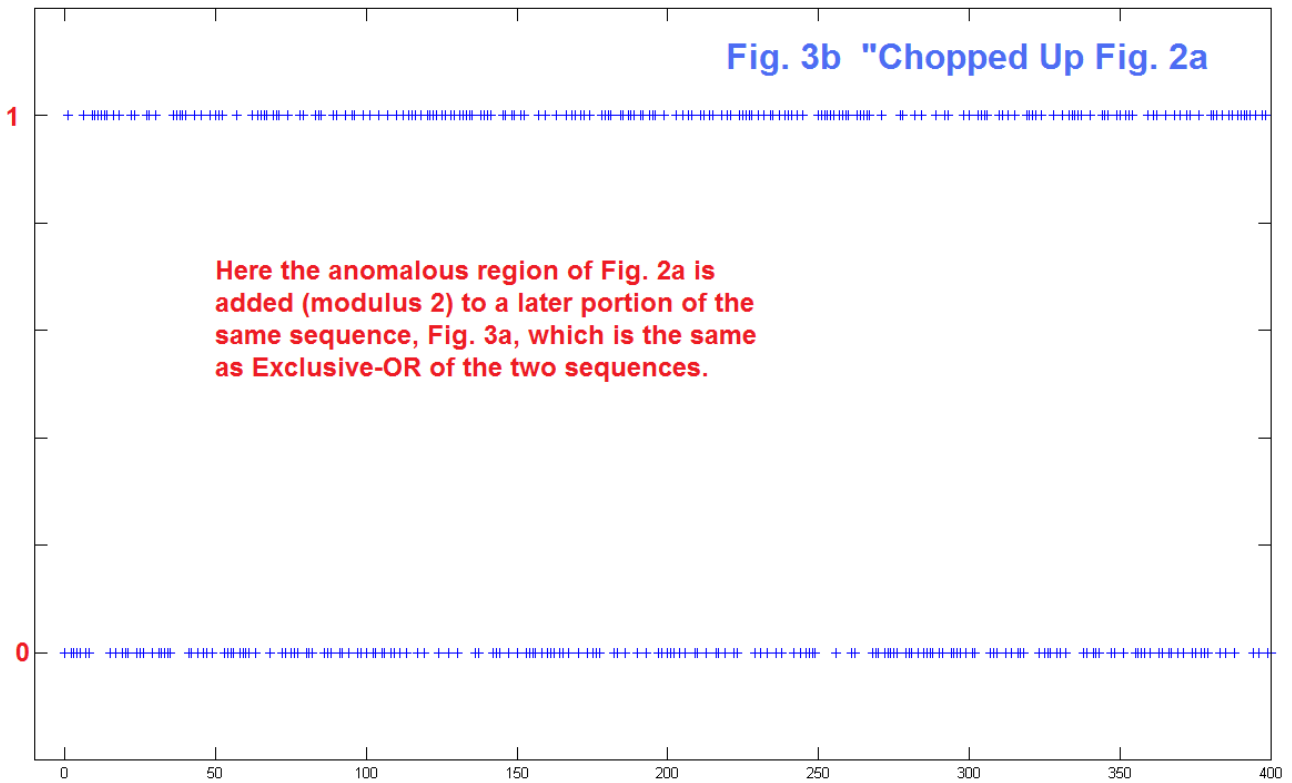 Fig. 3b "Chopped Up Fig. 2a
1
Here the anomalous region of Fig. 2a is
added (modulus 2) to a later portion of the
same sequence, Fig. 3a, which is the same
as Exclusive-OR of the two sequences.
0
0 50 100 150 200 250 300 350 400